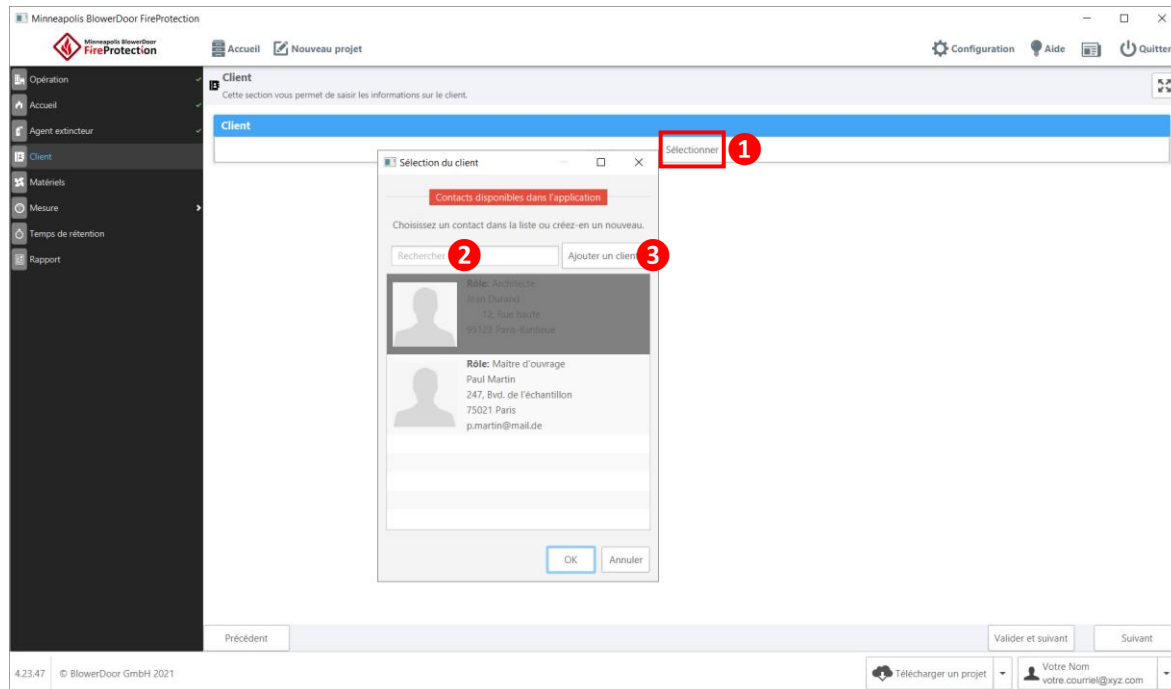 Minneapolis BlowerDoor FireProtection
Minneapolis BlowerDoor
FireProtection
Accueil
Nouveau projet
Configuration
Aide
Quitter
Opération
Accueil
Agent extincteur
Client
Matériels
Mesure
Temps de rétention
Rapport
Client
Cette section vous permet de saisir les informations sur le client.
Client
Sélectionner
1
Sélection du client
Contacts disponibles dans l'application
Choisissez un contact dans la liste ou créez-en un nouveau.
Rechercher
2
Ajouter un client
3
Rôle: Architecte
Jean Durand
12, Rue haute
95123 Paris-Banlieue
Rôle: Maître d'ouvrage
Paul Martin
247, Bvd. de l'échantillon
75021 Paris
p.martin@mail.de
OK
Annuler
Précédent
Valider et suivant
Suivant
4.23.47
© BlowerDoor GmbH 2021
Télécharger un projet
Votre Nom
votre.courriel@xyz.com